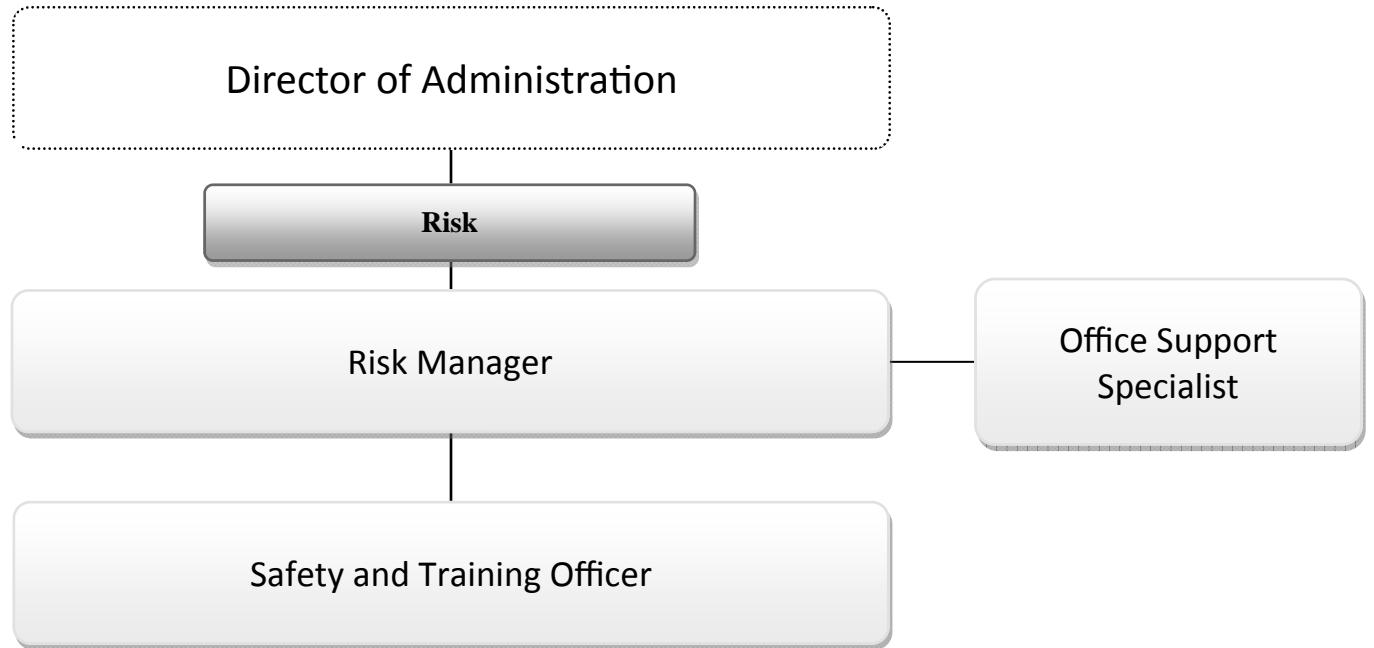 Director of Administration
Risk
Risk Manager
Office Support
Specialist
Safety and Training Officer